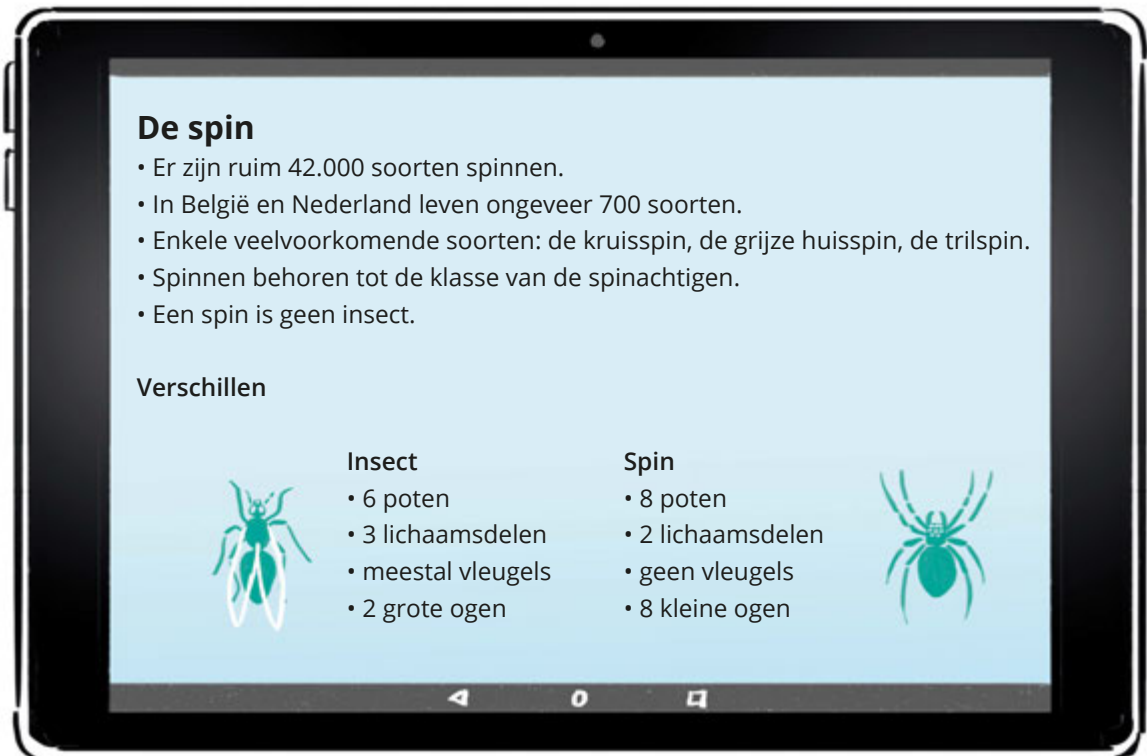 De spin
• Er zijn ruim 42.000 soorten spinnen.
• In België en Nederland leven ongeveer 700 soorten.
• Enkele veelvoorkomende soorten: de kruisspin, de grijze huisspin, de trilspin.
• Spinnen behoren tot de klasse van de spinachtigen.
• Een spin is geen insect.
Verschillen
Insect
• 6 poten
• 3 lichaamsdelen
• meestal vleugels
• 2 grote ogen
Spin
• 8 poten
• 2 lichaamsdelen
• geen vleugels
• 8 kleine ogen